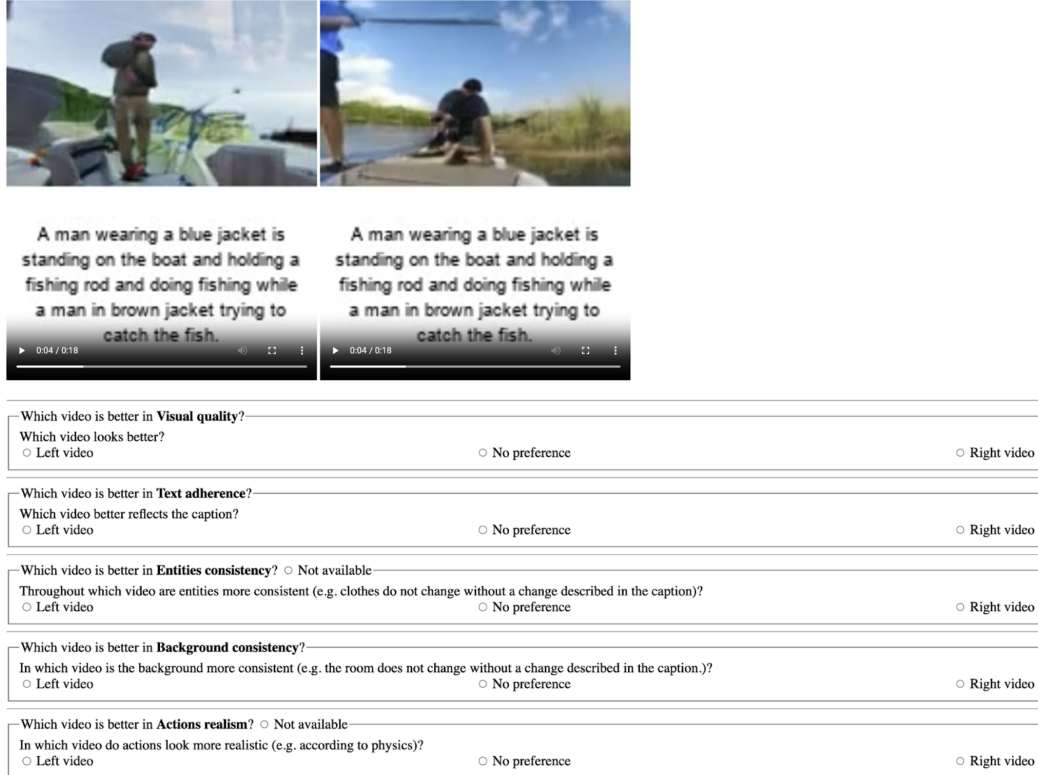 A man wearing a blue jacket is
standing on the boat and holding a
fishing rod and doing fishing while
a man in brown jacket trying to
catch the fish.
0:04 / 0:18
A man wearing a blue jacket is
standing on the boat and holding a
fishing rod and doing fishing while
a man in brown jacket trying to
catch the fish.
0:04 / 0:18
Which video is better in Visual quality?
Which video looks better?
Left video No preference Right video
Which video is better in Text adherence?
Which video better reflects the caption?
Left video No preference Right video
Which video is better in Entities consistency? Not available
Throughout which video are entities more consistent (e.g. clothes do not change without a change described in the caption)?
Left video No preference Right video
Which video is better in Background consistency?
In which video is the background more consistent (e.g. the room does not change without a change described in the caption.)?
Left video No preference Right video
Which video is better in Actions realism? Not available
In which video do actions look more realistic (e.g. according to physics)?
Left video No preference Right video